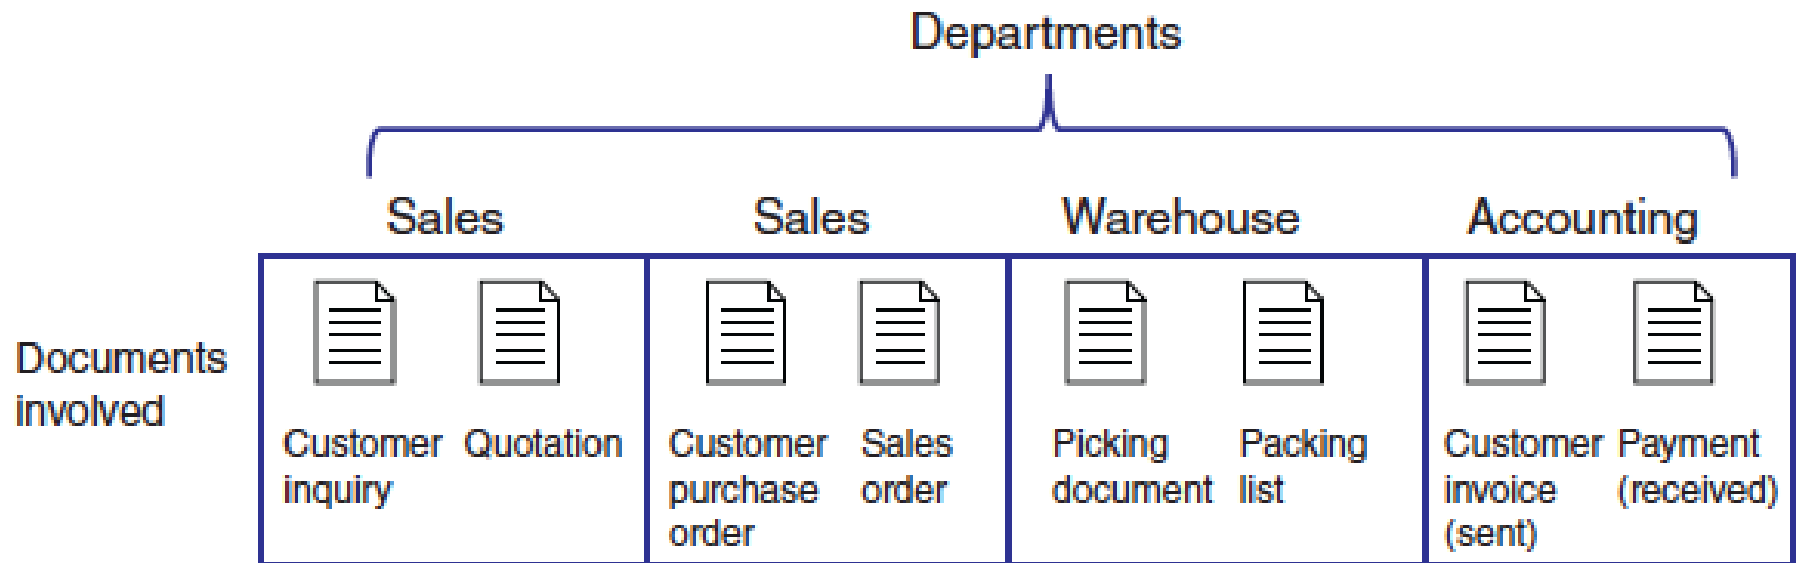 Departments
Sales
Sales
Warehouse
Accounting
Documents
involved
Customer
inquiry
Quotation
Customer
purchase
order
Sales
order
Picking
document
Packing
list
Customer
invoice
(sent)
Payment
(received)